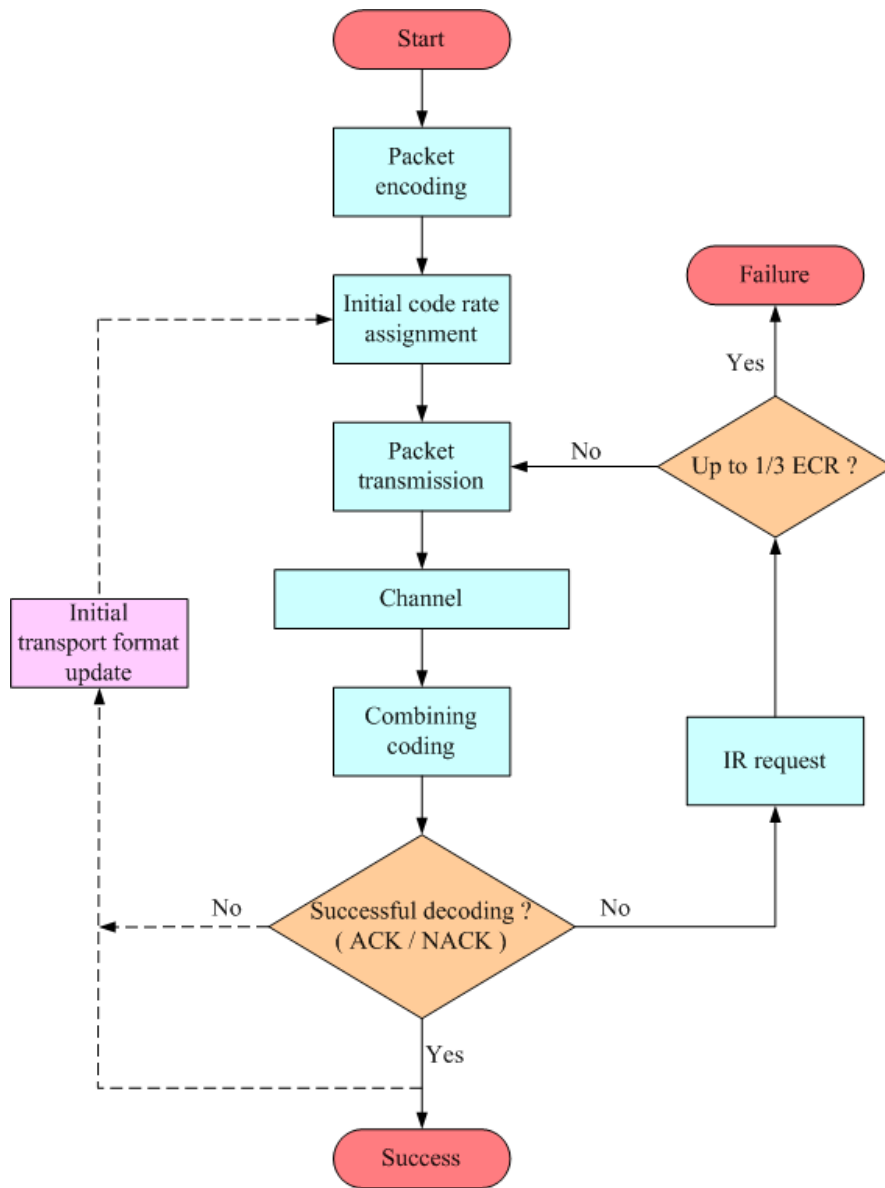 Start
Packet
encoding
Initial code rate
assignment
Failure
Yes
Packet
transmission
No
Up to 1/3 ECR ?
Channel
Initial
transport format
update
Combining
coding
IR request
No
Successful decoding ?
( ACK / NACK )
No
Yes
Success